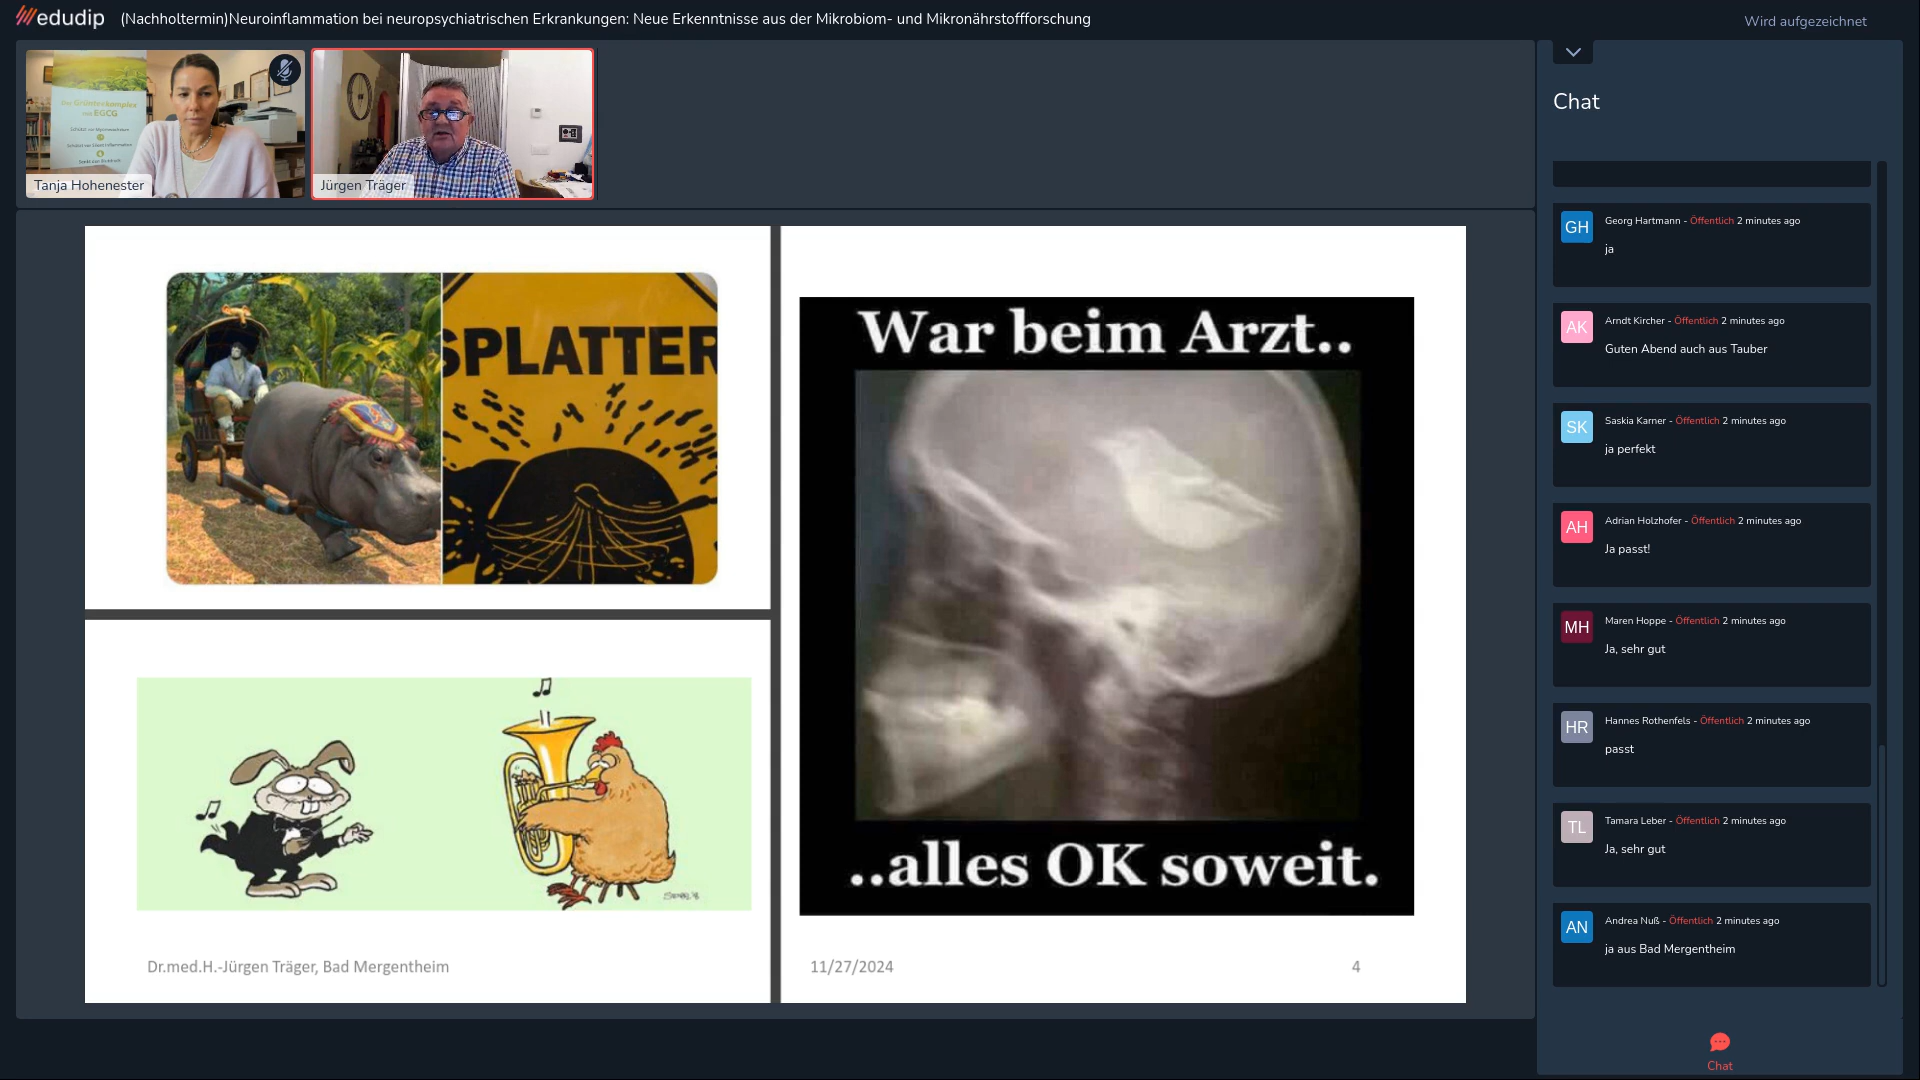 edudip
(Nachholtermin)Neuroinflammation bei neuropsychiatrischen Erkrankungen: Neue Erkenntnisse aus der Mikrobiom- und Mikronährstoffforschung
Wird aufgezeichnet
Der Grünteekomplex
EGCG
Tanja Hohenester
Jürgen Träger
SPLATTER
War beim Arzt..
..alles OK soweit.
Dr.med.H.-Jürgen Träger, Bad Mergentheim
11/27/2024
4
Chat
GH
Georg Hartmann - Öffentlich 2 minutes ago
ja
AK
Arndt Kircher - Öffentlich 2 minutes ago
Guten Abend auch aus Tauber
SK
Saskia Karner - Öffentlich 2 minutes ago
ja perfekt
AH
Adrian Holzhofer - Öffentlich 2 minutes ago
Ja passt!
MH
Maren Hoppe - Öffentlich 2 minutes ago
Ja, sehr gut
HR
Hannes Rothenfels - Öffentlich 2 minutes ago
passt
TL
Tamara Leber - Öffentlich 2 minutes ago
Ja, sehr gut
AN
Andrea Nuß - Öffentlich 2 minutes ago
ja aus Bad Mergentheim
Chat